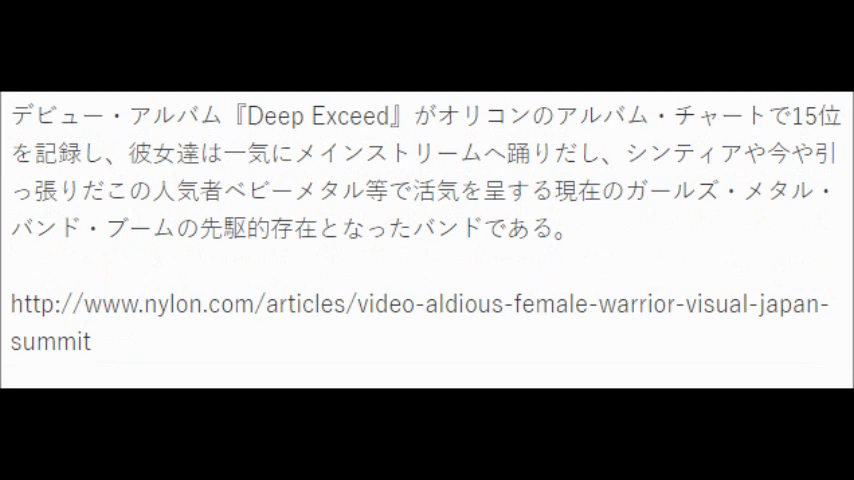 デビュー・アルバム『Deep Exceed』がオリコンのアルバム・チャートで15位
を記録し、彼女達は一気にメインストリームへ踊りだし、シンティアや今や引
っ張りだこの人気者ベビーメタル等で活気を呈する現在のガールズ・メタル・
バンド・ブームの先駆的存在となったバンドである。
http://www.nylon.com/articles/video-aldious-female-warrior-visual-japan-
summit